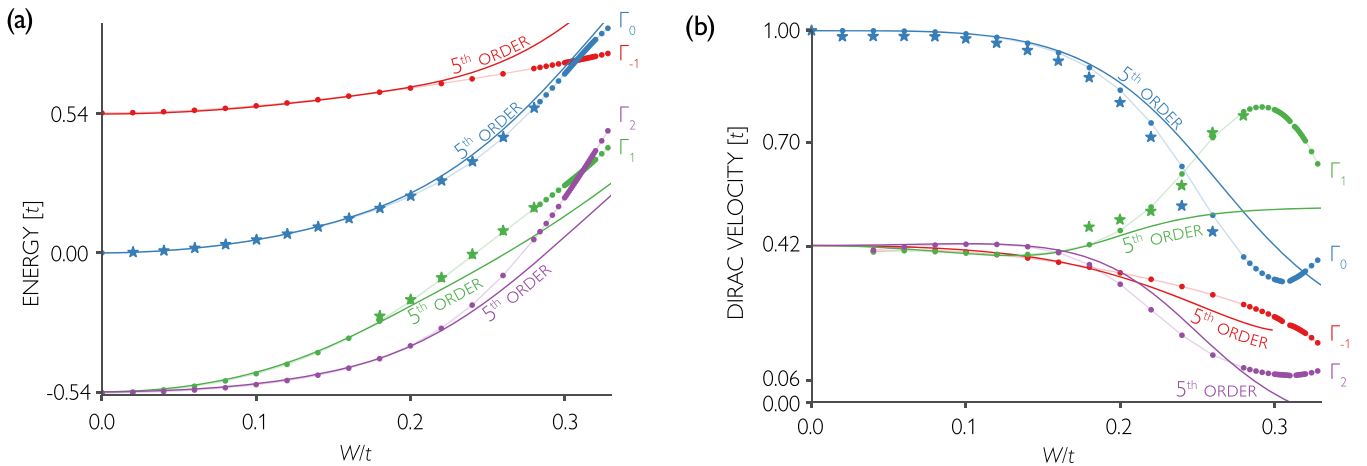 (a)
ENERGY [t]
0.54
0.00
-0.54
0.0
0.1
0.2
0.3
W/t
5th ORDER
5th ORDER
5th ORDER
5th ORDER
Γ0
Γ-1
Γ2
Γ1
(b)
DIRAC VELOCITY [t]
1.00
0.70
0.42
0.06
0.00
0.0
0.1
0.2
0.3
W/t
5th ORDER
5th ORDER
5th ORDER
5th ORDER
Γ1
Γ0
Γ-1
Γ2